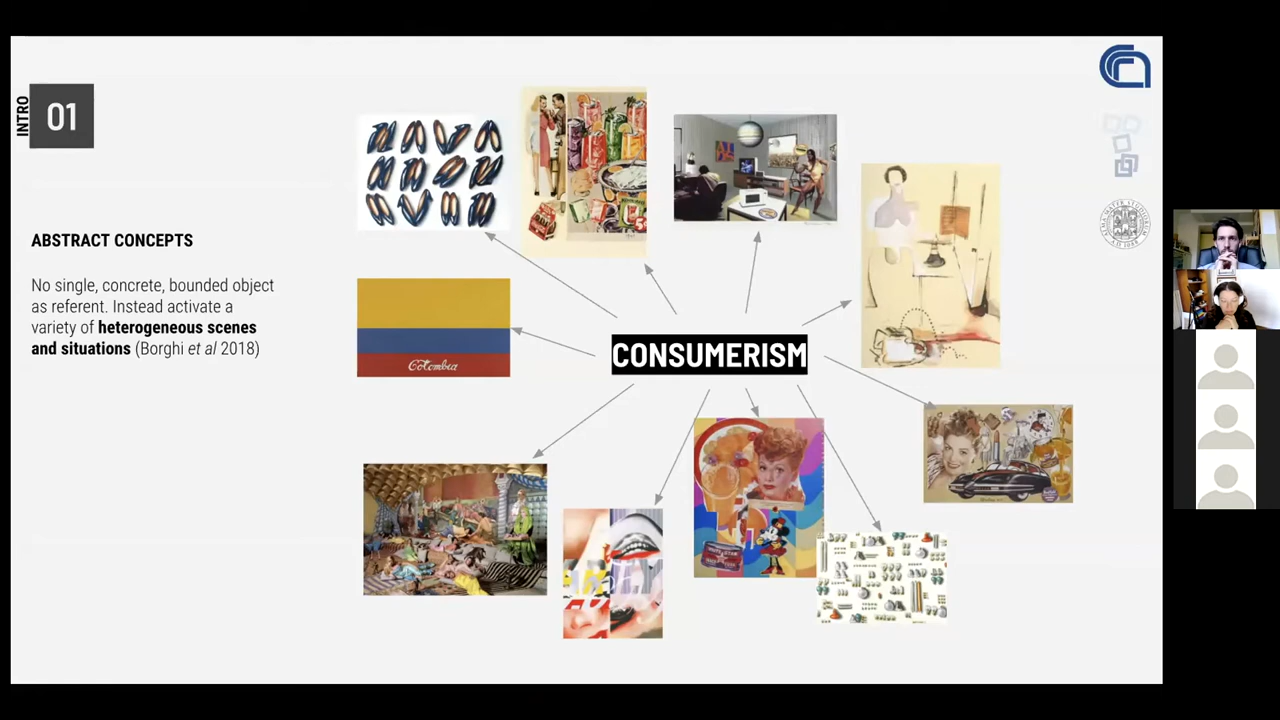 INTRO
01
ABSTRACT CONCEPTS
No single, concrete, bounded object
as referent. Instead activate a
variety of heterogeneous scenes
and situations (Borghi et al 2018)
CONSUMERISM
Colombia